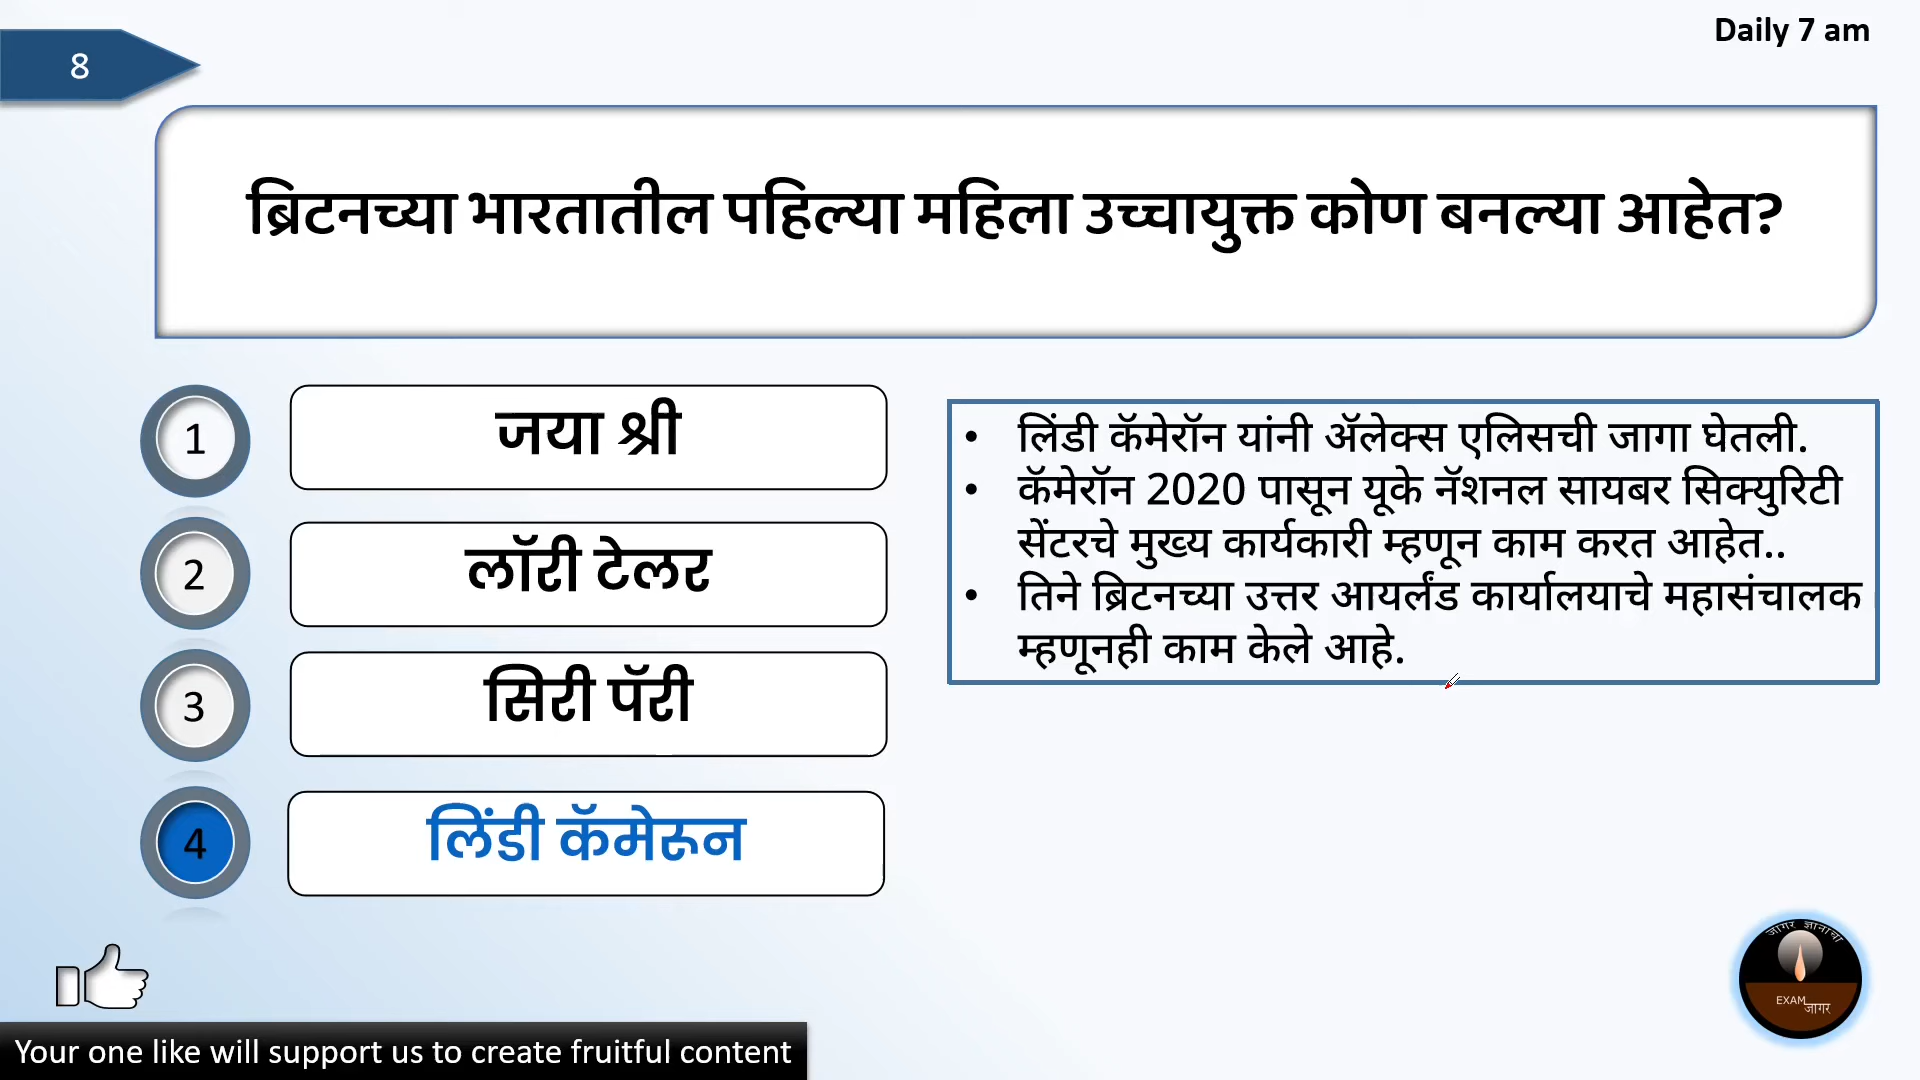 Daily 7 am
8
ब्रिटनच्या भारतातील पहिल्या महिला उच्चायुक्त कोण बनल्या आहेत?
1
जया श्री
2
लॉरी टेलर
3
सिरी पॅरी
4
लिंडी कॅमेरून
• लिंडी कॅमेरॉन यांनी ॲलेक्स एलिसची जागा घेतली.
• कॅमेरॉन 2020 पासून यूके नॅशनल सायबर सिक्युरिटी
सेंटरचे मुख्य कार्यकारी म्हणून काम करत आहेत..
• तिने ब्रिटनच्या उत्तर आयर्लंड कार्यालयाचे महासंचालक
म्हणूनही काम केले आहे.
जागर ज्ञानाचा
EXAM
जागर
Your one like will support us to create fruitful content